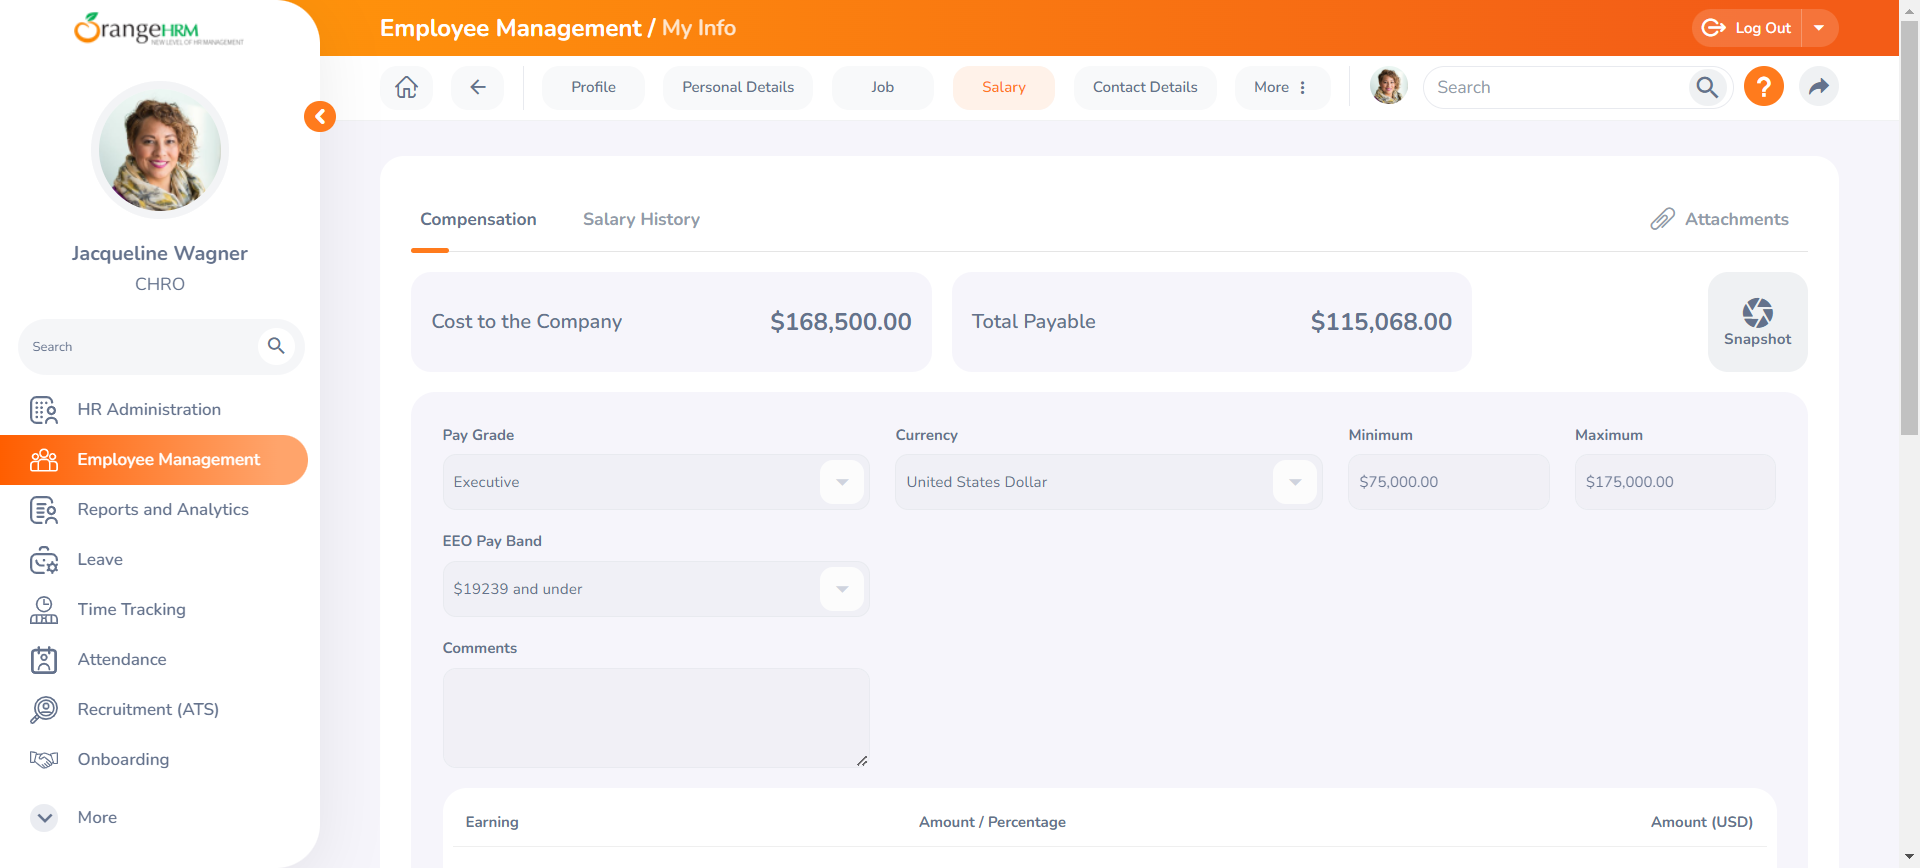 OrangeHRM
NEW LEVEL OF HR MANAGEMENT
Employee Management / My Info
Log Out
Profile
Personal Details
Job
Salary
Contact Details
More
Search
?
Jacqueline Wagner
CHRO
Search
HR Administration
Employee Management
Reports and Analytics
Leave
Time Tracking
Attendance
Recruitment (ATS)
Onboarding
More
Compensation
Salary History
Attachments
Cost to the Company $168,500.00
Total Payable $115,068.00
Snapshot
Pay Grade
Currency
Minimum
Maximum
Executive
United States Dollar
$75,000.00
$175,000.00
EEO Pay Band
$19239 and under
Comments
Earning
Amount / Percentage
Amount (USD)